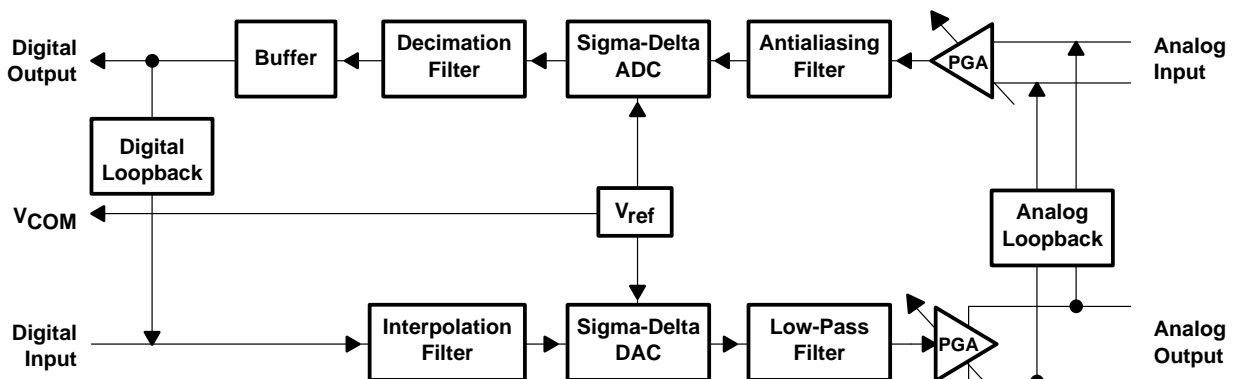 Digital
Output
Buffer
Decimation
Filter
Sigma-Delta
ADC
Antialiasing
Filter
PGA
Analog
Input
Digital
Loopback
VCOM
Vref
Analog
Loopback
Digital
Input
Interpolation
Filter
Sigma-Delta
DAC
Low-Pass
Filter
PGA
Analog
Output